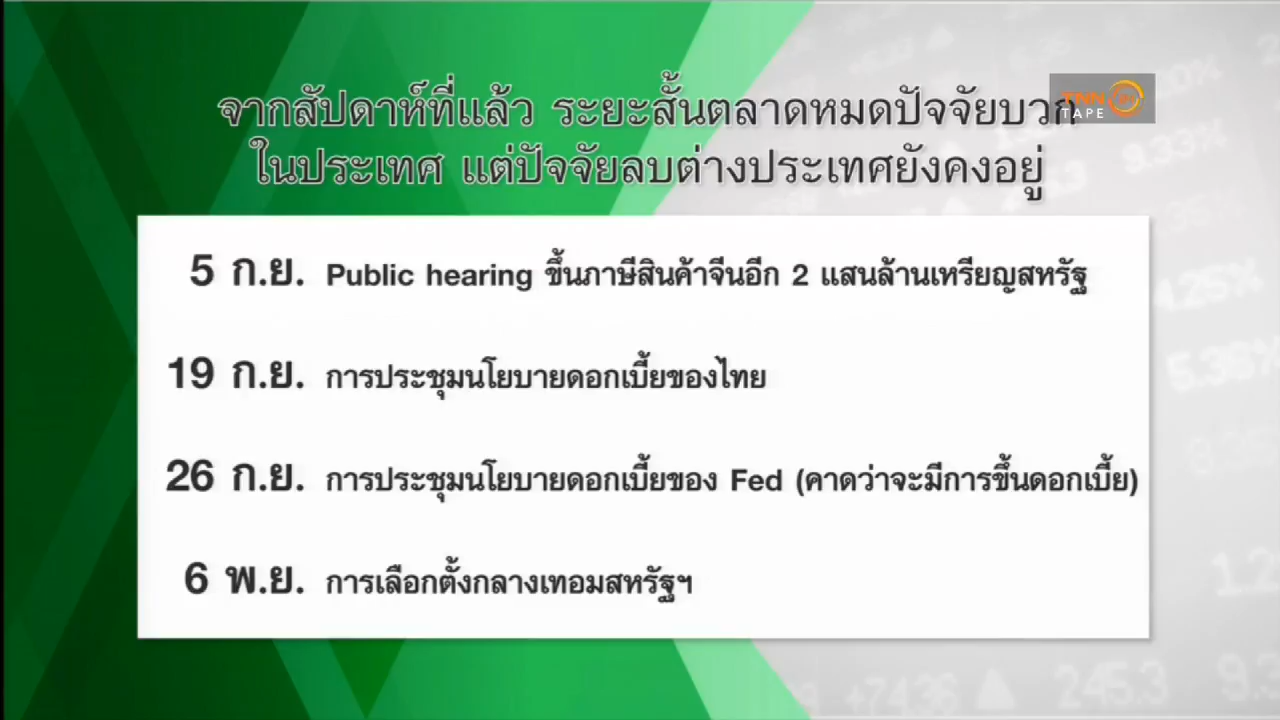 จากสัปดาห์ที่แล้ว ระยะสั้นตลาดหมดปัจจัยบวก
ในประเทศ แต่ปัจจัยลบต่างประเทศยังคงอยู่
TNN 24
TAPE
5 ก.ย. Public hearing ขึ้นภาษีสินค้าจีนอีก 2 แสนล้านเหรียญสหรัฐ
19 ก.ย. การประชุมนโยบายดอกเบี้ยของไทย
26 ก.ย. การประชุมนโยบายดอกเบี้ยของ Fed (คาดว่าจะมีการขึ้นดอกเบี้ย)
6 พ.ย. การเลือกตั้งกลางเทอมสหรัฐฯ
9.33%
4.25%
5.38%
245.3